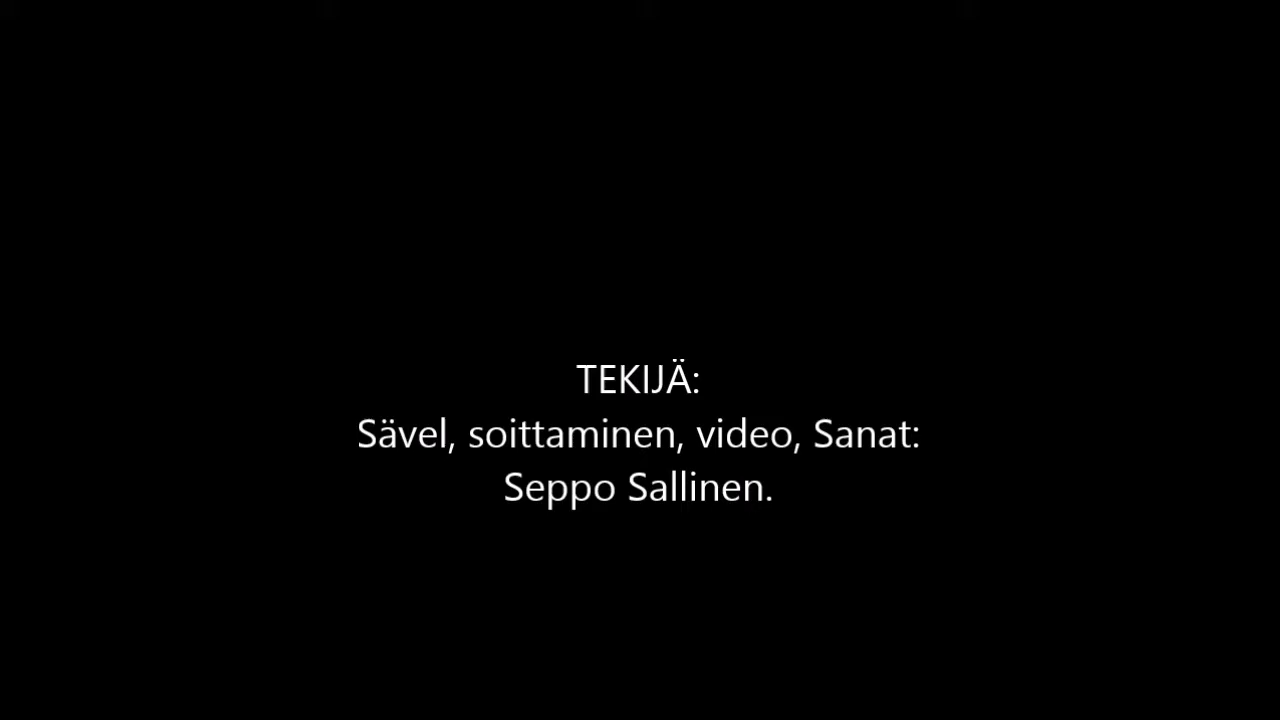 TEKIJÄ:
Sävel, soittaminen, video, Sanat:
Seppo Sallinen.